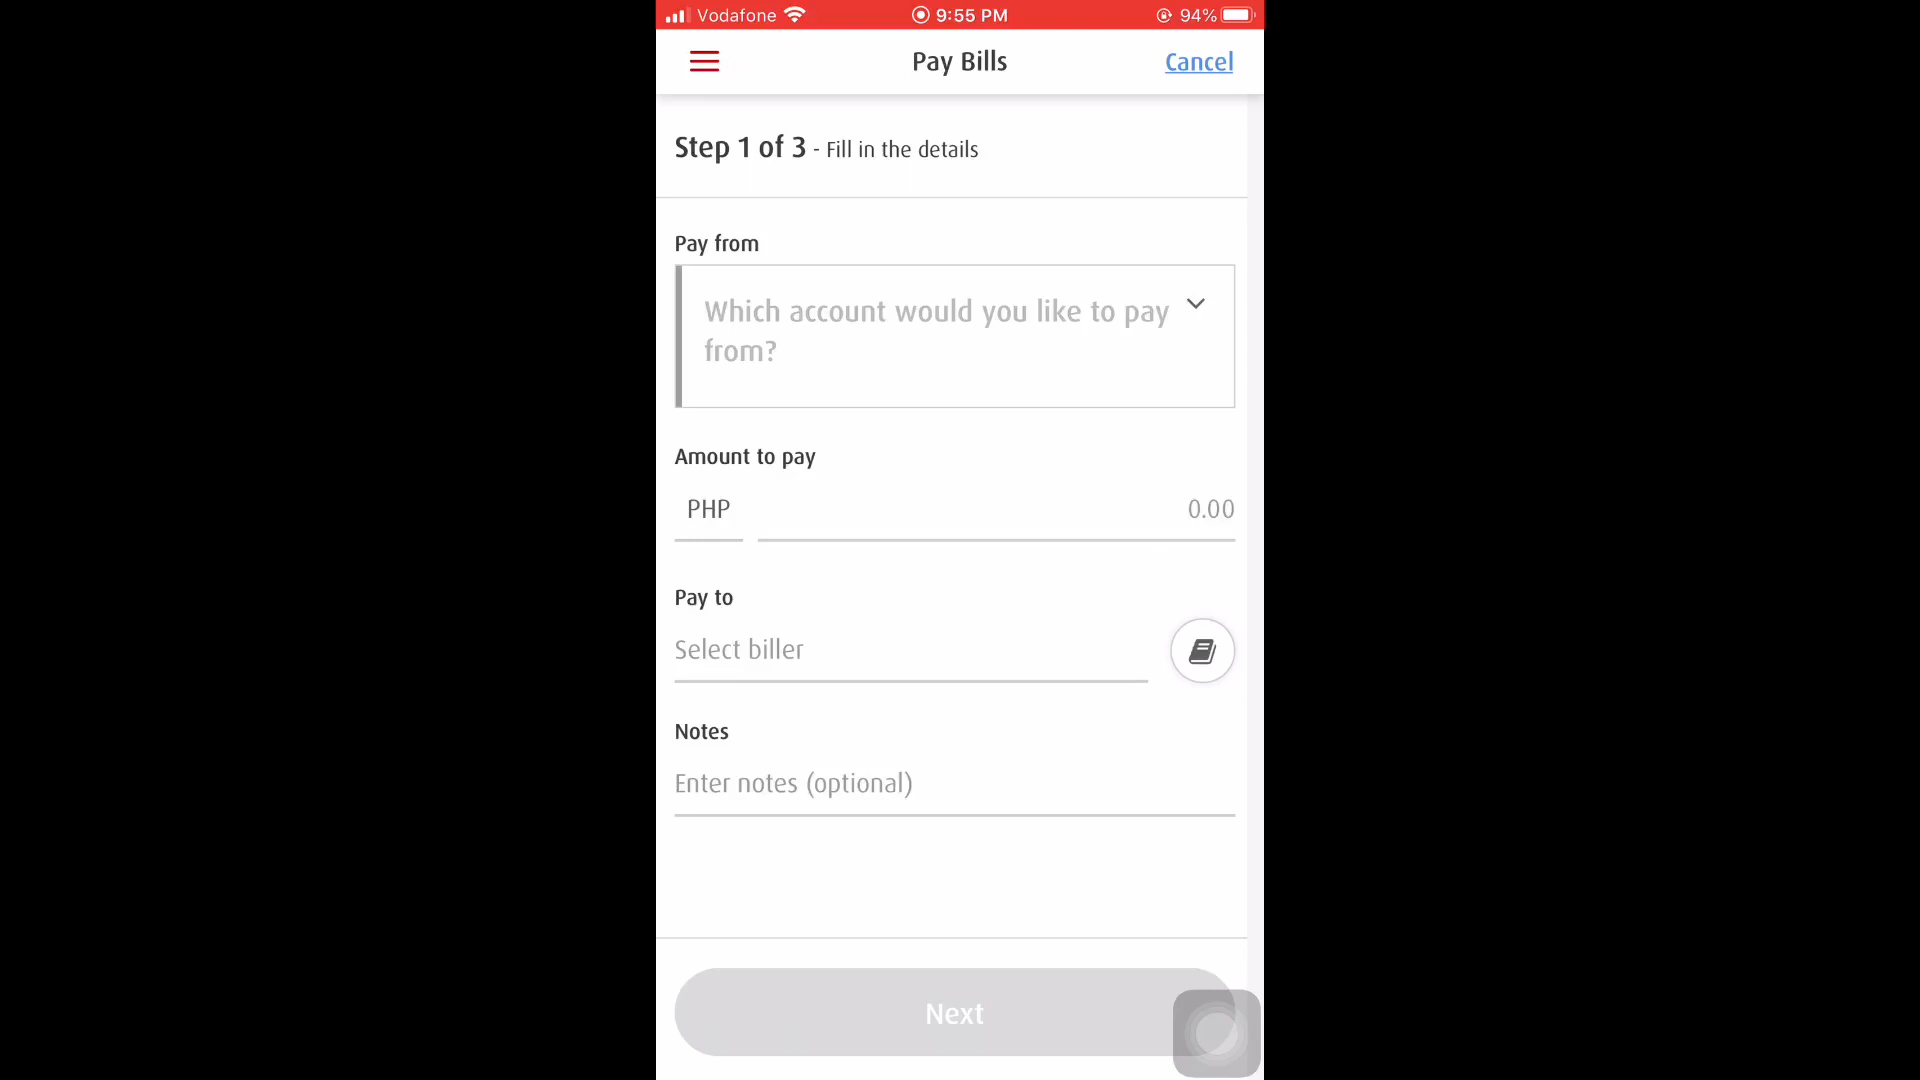 Vodafone 9:55 PM 94%
Pay Bills Cancel
Step 1 of 3 - Fill in the details
Pay from
Which account would you like to pay
from?
Amount to pay
PHP 0.00
Pay to
Select biller
Notes
Enter notes (optional)
Next